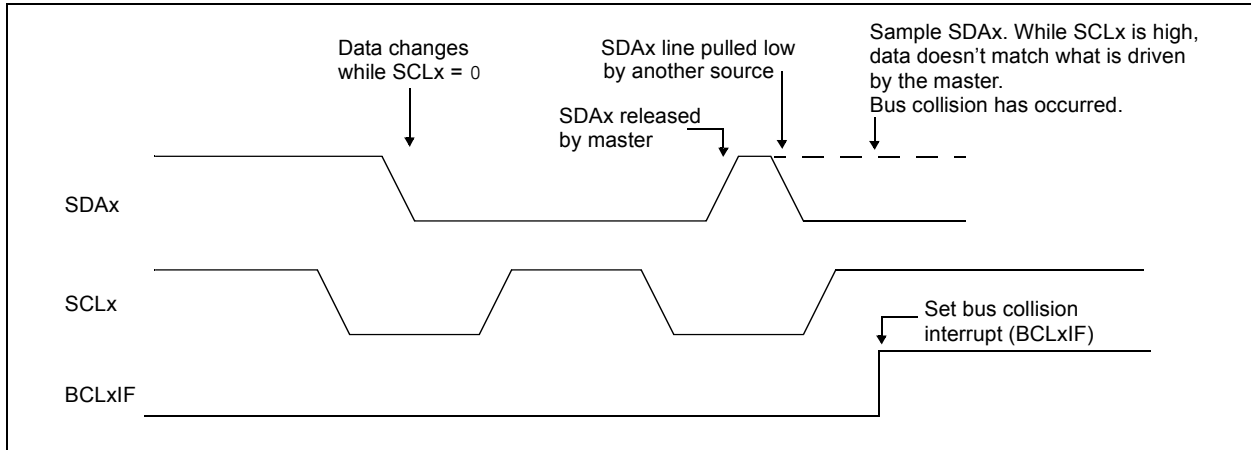 Data changes
while SCLx = 0
SDAx line pulled low
by another source
Sample SDAx. While SCLx is high,
data doesn’t match what is driven
by the master.
Bus collision has occurred.
SDAx released
by master
SDAx
SCLx
Set bus collision
interrupt (BCLxIF)
BCLxIF